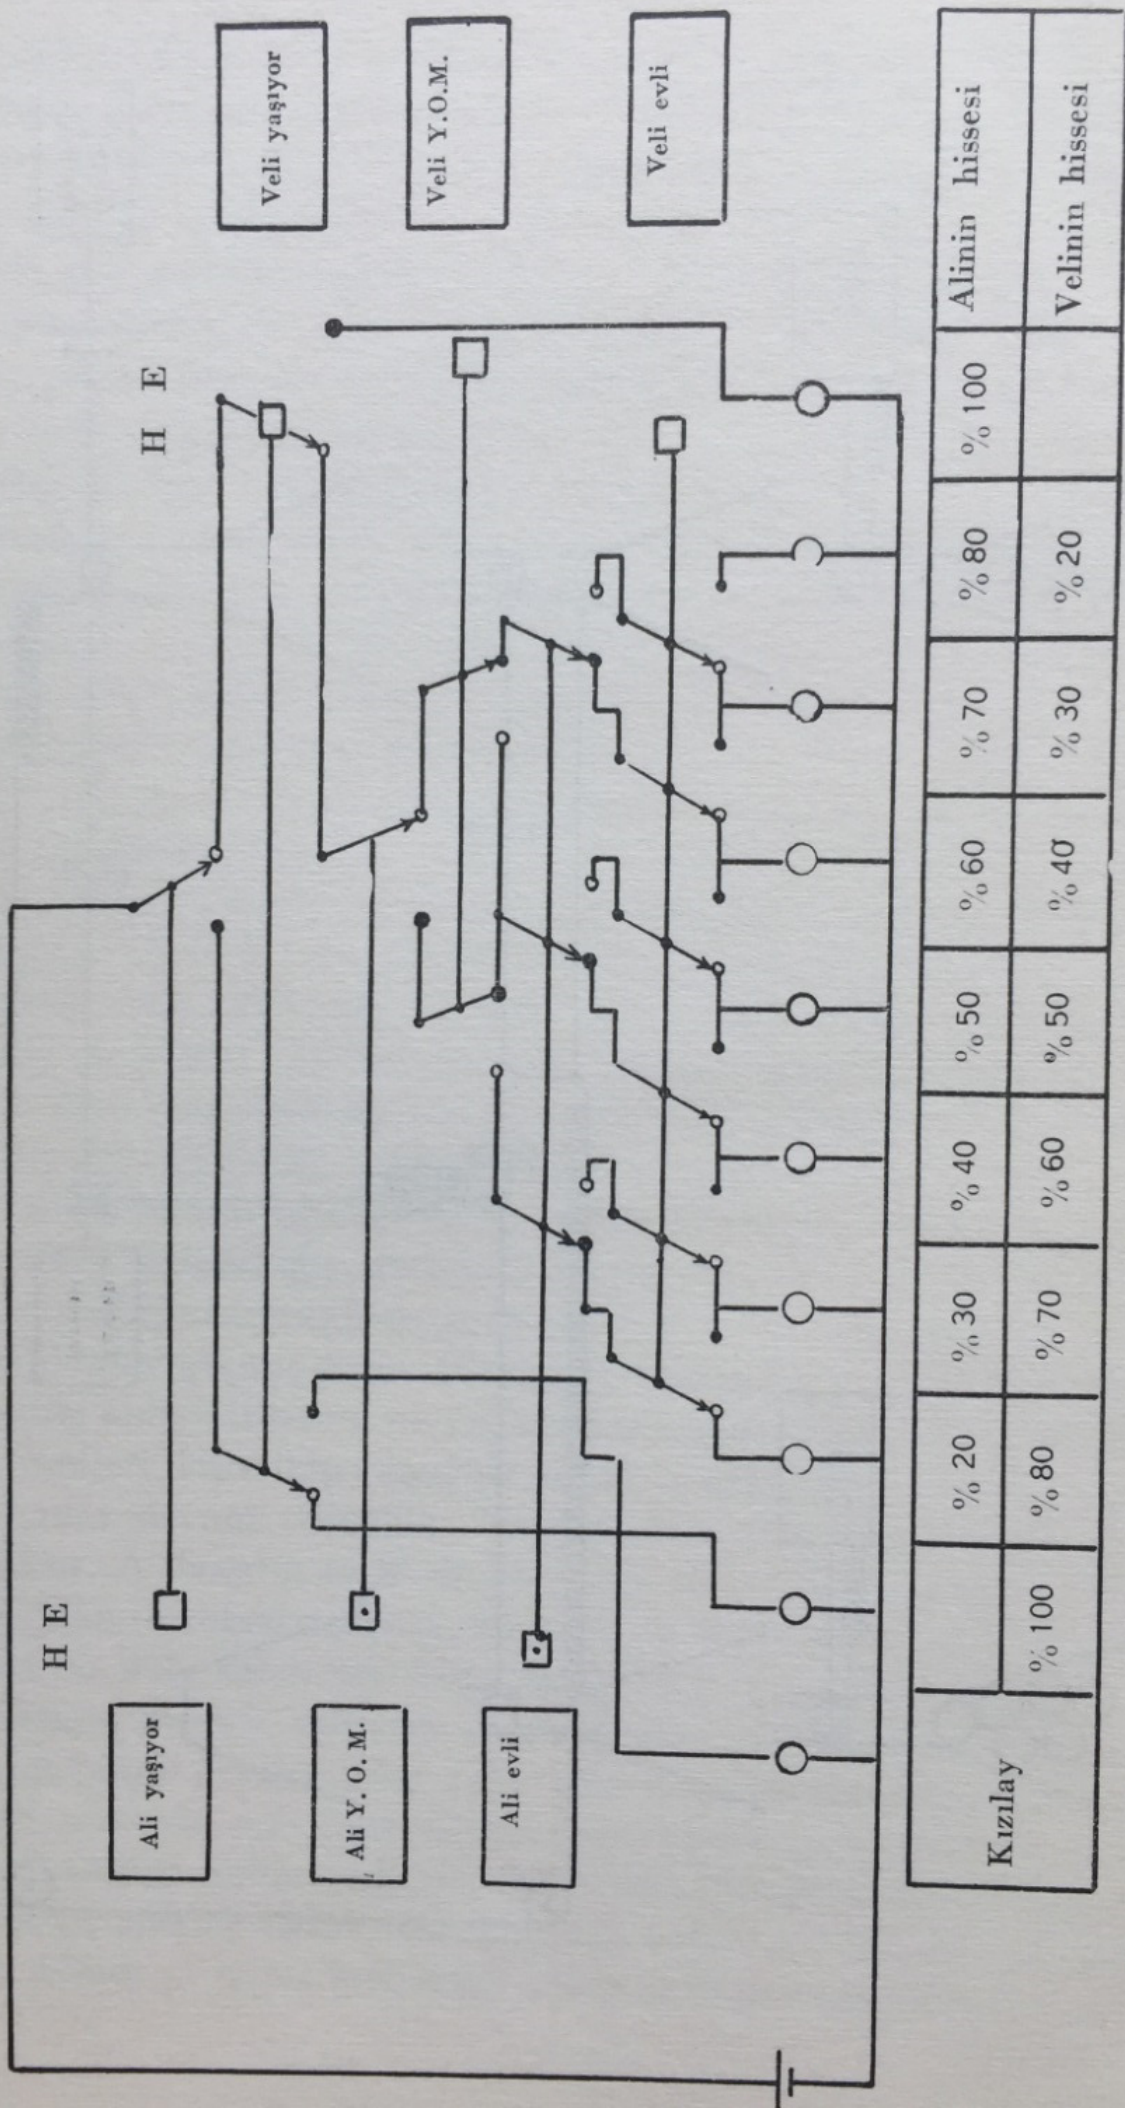 H E
H E
Ali yaşıyor
Veli yaşıyor
Ali Y. O. M.
Veli Y.O.M.
Ali evli
Veli evli
Kızılay
% 20 % 30 % 40 % 50 % 60 % 70 % 80 % 100 Alinin hissesi
% 100 % 80 % 70 % 60 % 50 % 40 % 30 % 20 Velinin hissesi